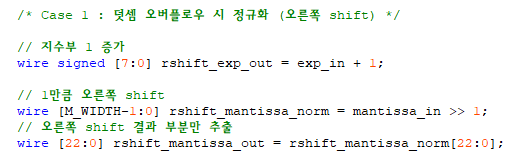 /* Case 1 : 덧셈 오버플로우 시 정규화 (오른쪽 shift) */
// 지수부 1 증가
wire signed [7:0] rshift_exp_out = exp_in + 1;
// 1만큼 오른쪽 shift
wire [M_WIDTH-1:0] rshift_mantissa_norm = mantissa_in >> 1;
// 오른쪽 shift 결과 부분만 추출
wire [22:0] rshift_mantissa_out = rshift_mantissa_norm[22:0];